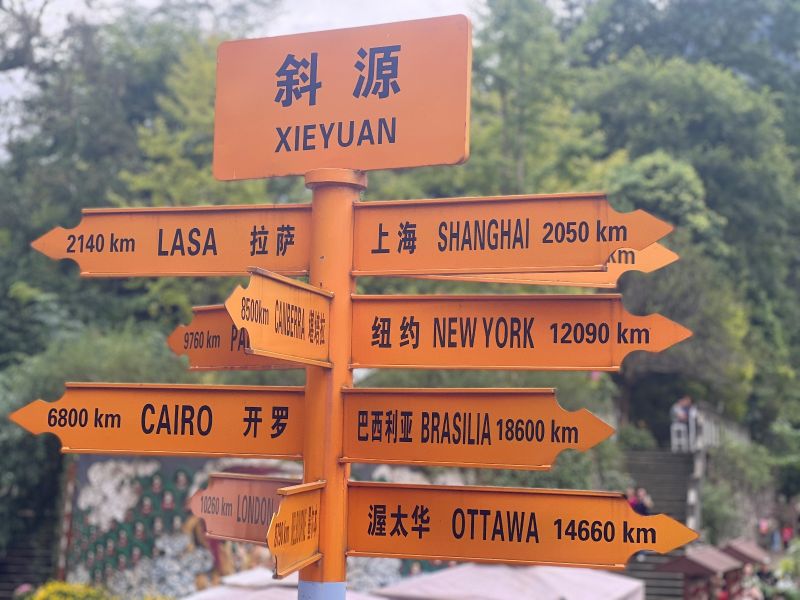 斜 源
XIEYUAN
2140 km LASA 拉萨
上海 SHANGHAI 2050 km
km
8500km CANBERRA 堪培拉
9760 km
纽约 NEW YORK 12090 km
6800 km CAIRO 开罗
巴西利亚 BRASILIA 18600 km
10260 km LONDON
渥太华 OTTAWA 14660 km